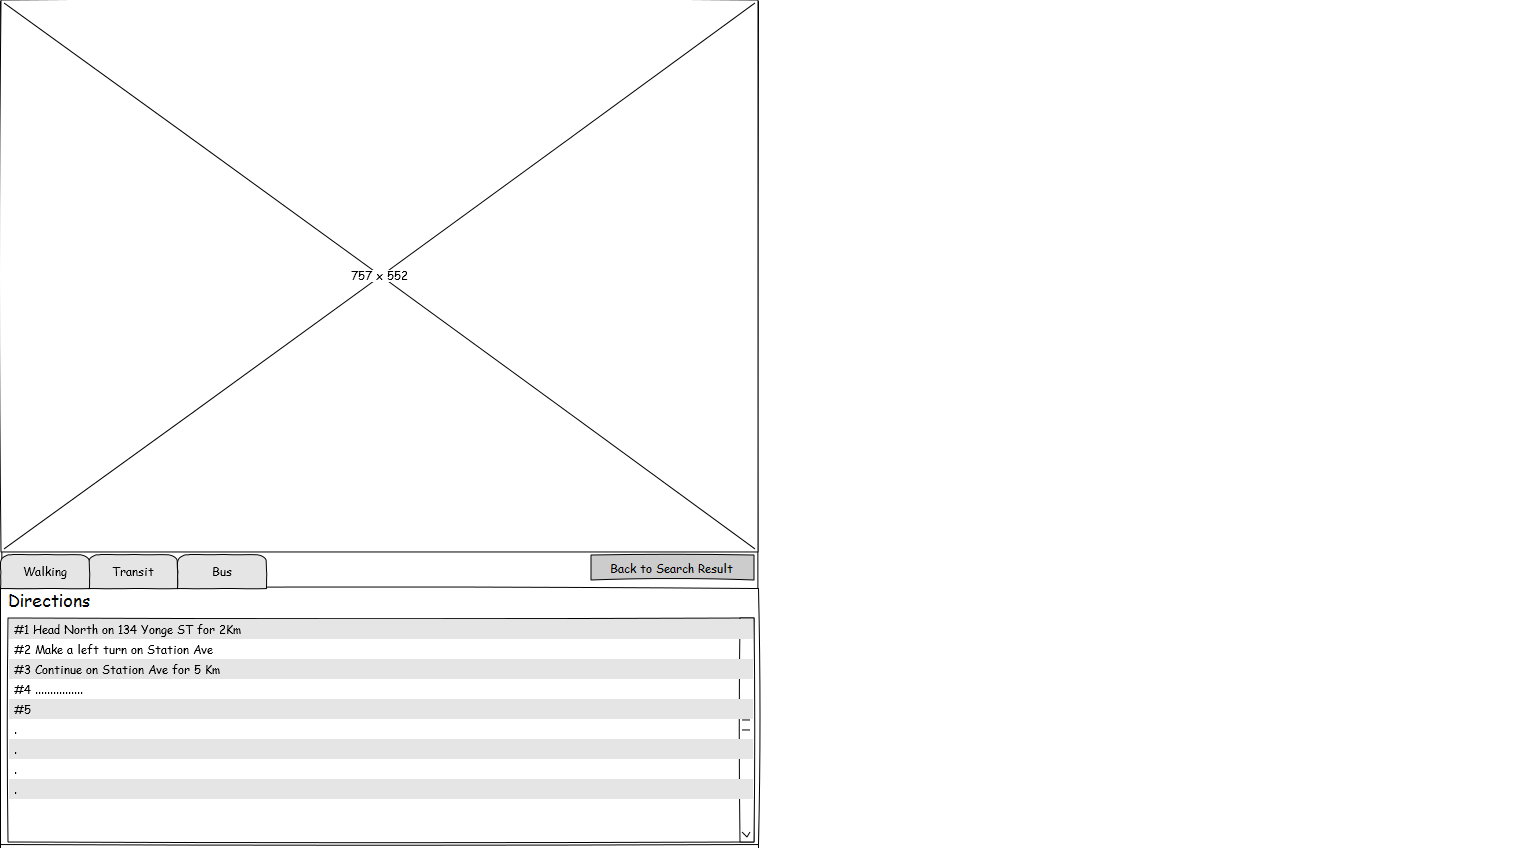 757 x 552
Walking Transit Bus Back to Search Result
Directions
#1 Head North on 134 Yonge ST for 2Km
#2 Make a left turn on Station Ave
#3 Continue on Station Ave for 5 Km
#4 ................
#5
.
.
.
.